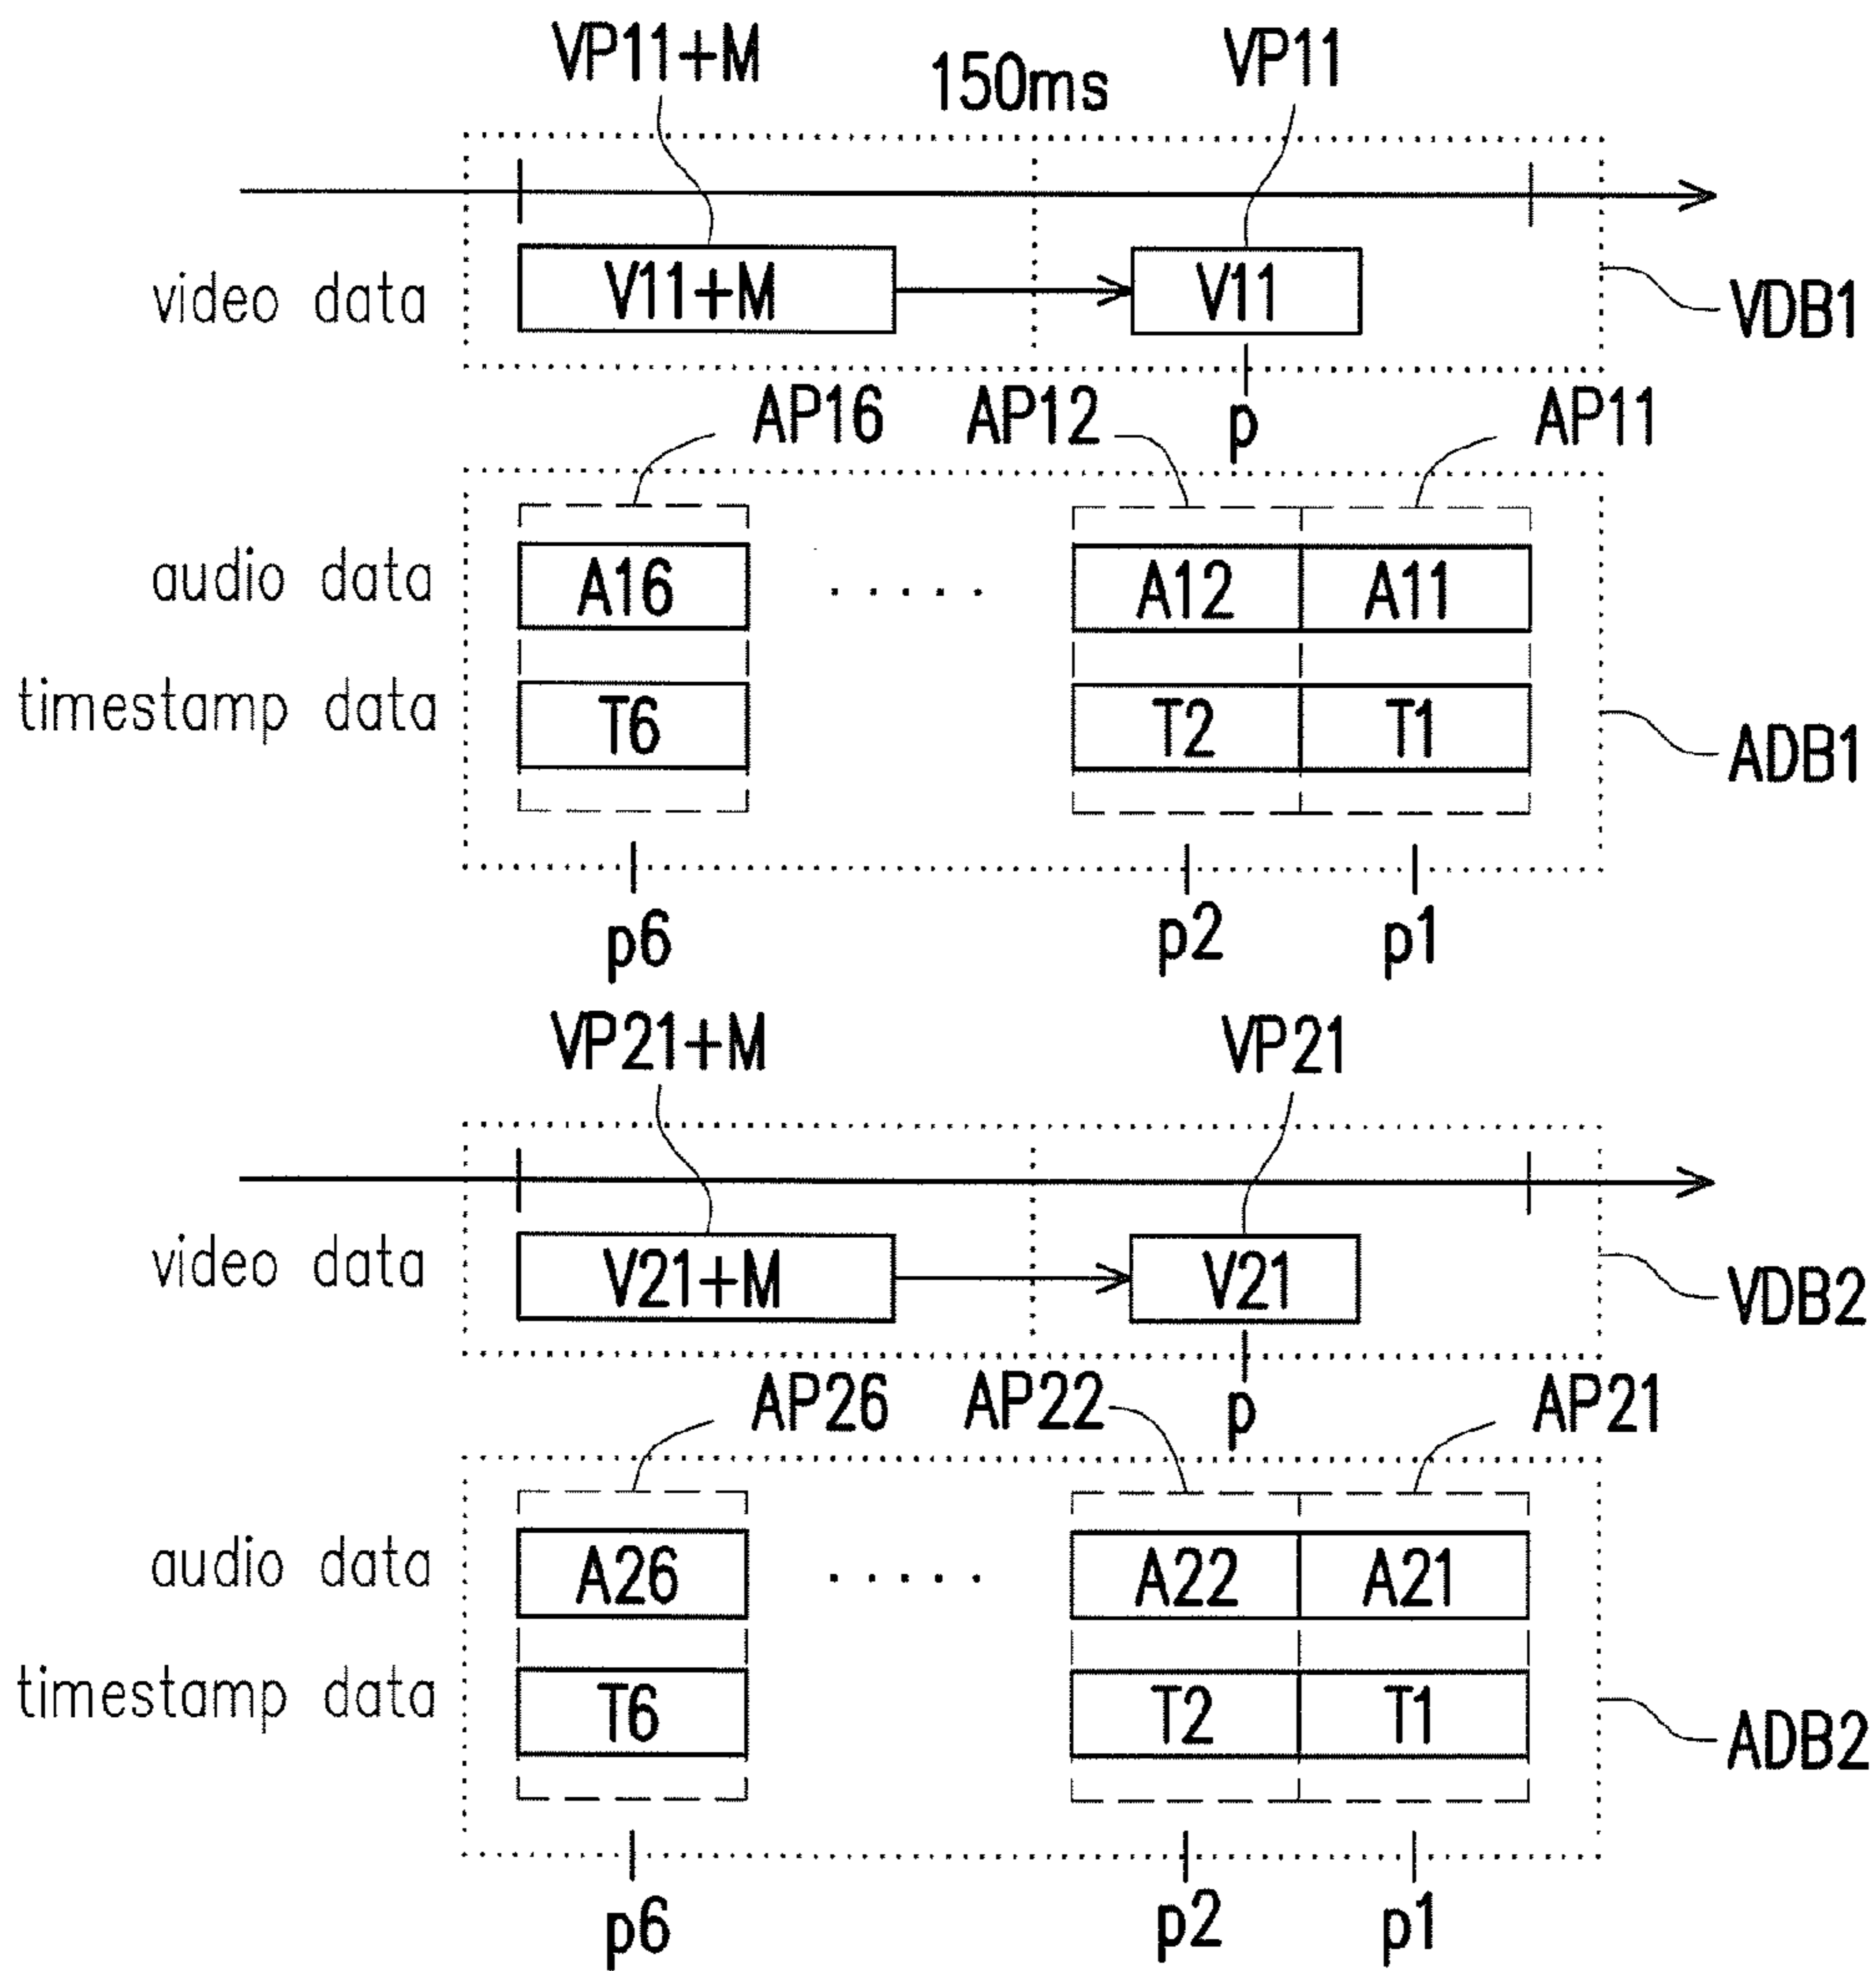 VP11+M 150ms VP11
video data V11+M V11 VDB1
p
AP16 AP12 AP11
audio data A16 ..... A12 A11
timestamp data T6 T2 T1 ADB1
p6 p2 p1
VP21+M VP21
video data V21+M V21 VDB2
p
AP26 AP22 AP21
audio data A26 ..... A22 A21
timestamp data T6 T2 T1 ADB2
p6 p2 p1